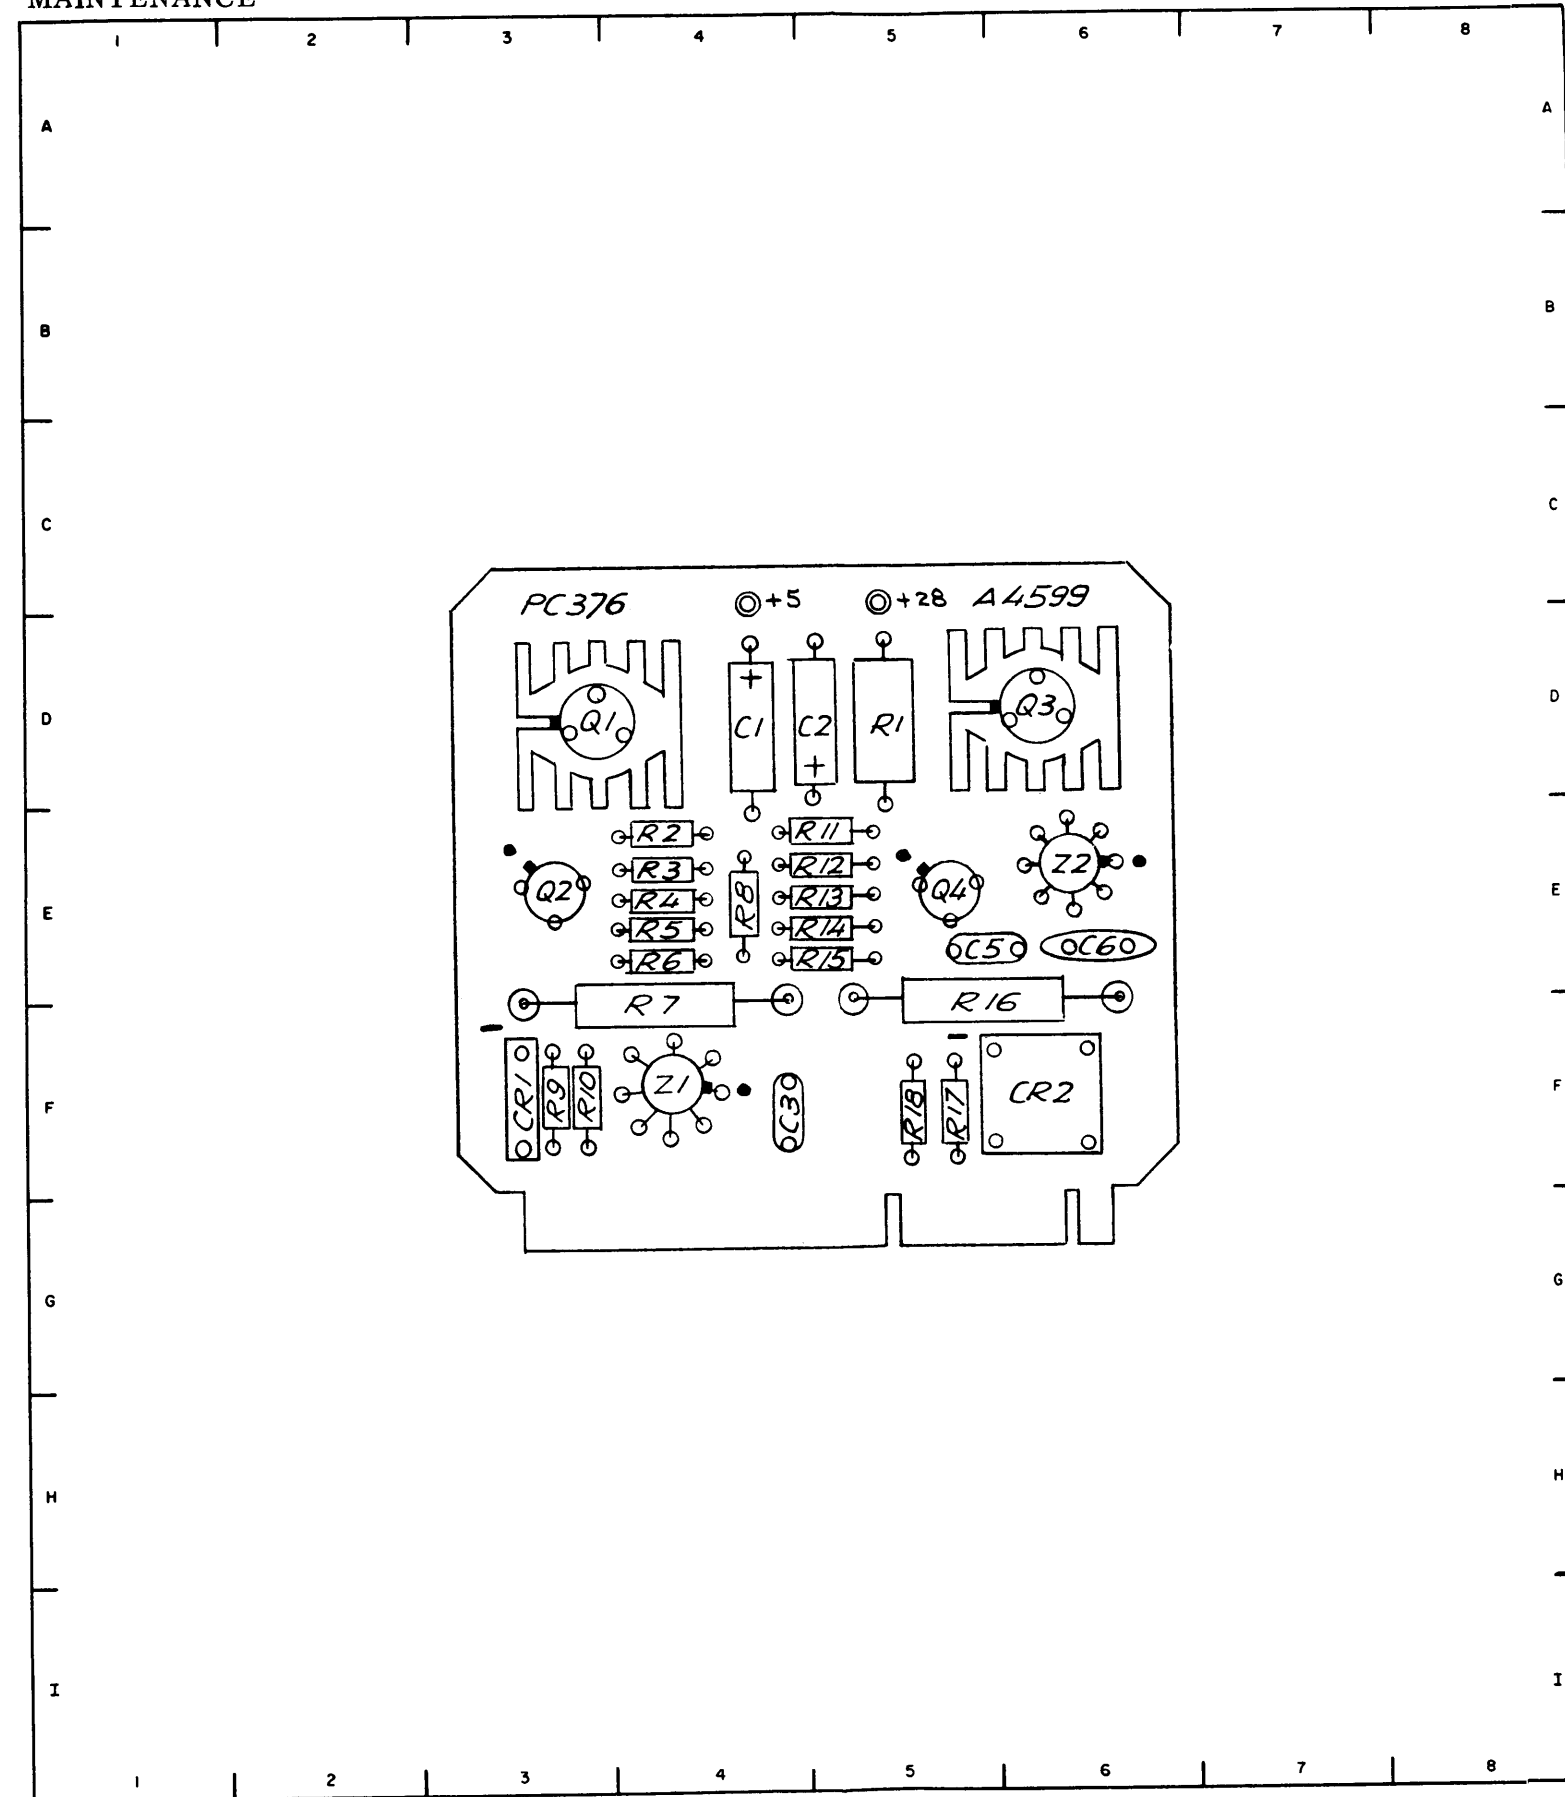 MAINTENANCE
1 2 3 4 5 6 7 8
A A
B B
C C
PC376 +5 +28 A4599
D Q1 C1 + C2 + R1 Q3 D
R2 R11
R3 R12 Z2
Q2 R4 R8 R13 Q4 E
E R5 R14
R6 R15 C5 C6
R7 R16
Z1 CR2 F
F CR1 R9 R10 C3 R18 R17
G G
H H
I I
1 2 3 4 5 6 7 8